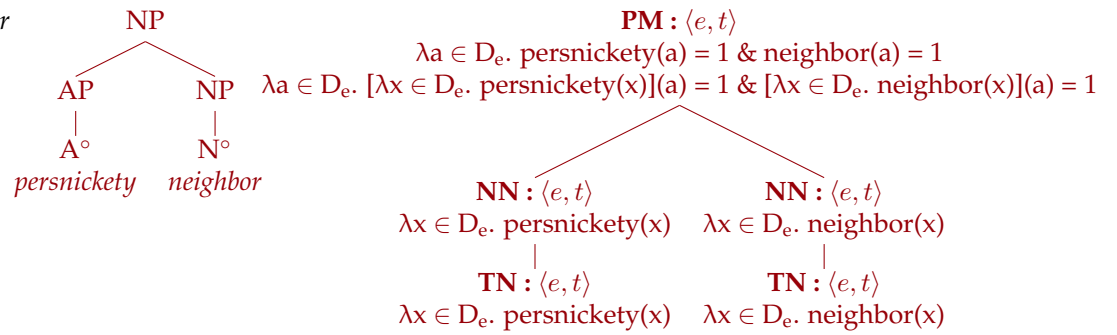 r
NP
AP NP
A° N°
persnickety neighbor
PM : ⟨e, t⟩
λa ∈ Dₑ. persnickety(a) = 1 & neighbor(a) = 1
λa ∈ Dₑ. [λx ∈ Dₑ. persnickety(x)](a) = 1 & [λx ∈ Dₑ. neighbor(x)](a) = 1
NN : ⟨e, t⟩ NN : ⟨e, t⟩
λx ∈ Dₑ. persnickety(x) λx ∈ Dₑ. neighbor(x)
TN : ⟨e, t⟩ TN : ⟨e, t⟩
λx ∈ Dₑ. persnickety(x) λx ∈ Dₑ. neighbor(x)